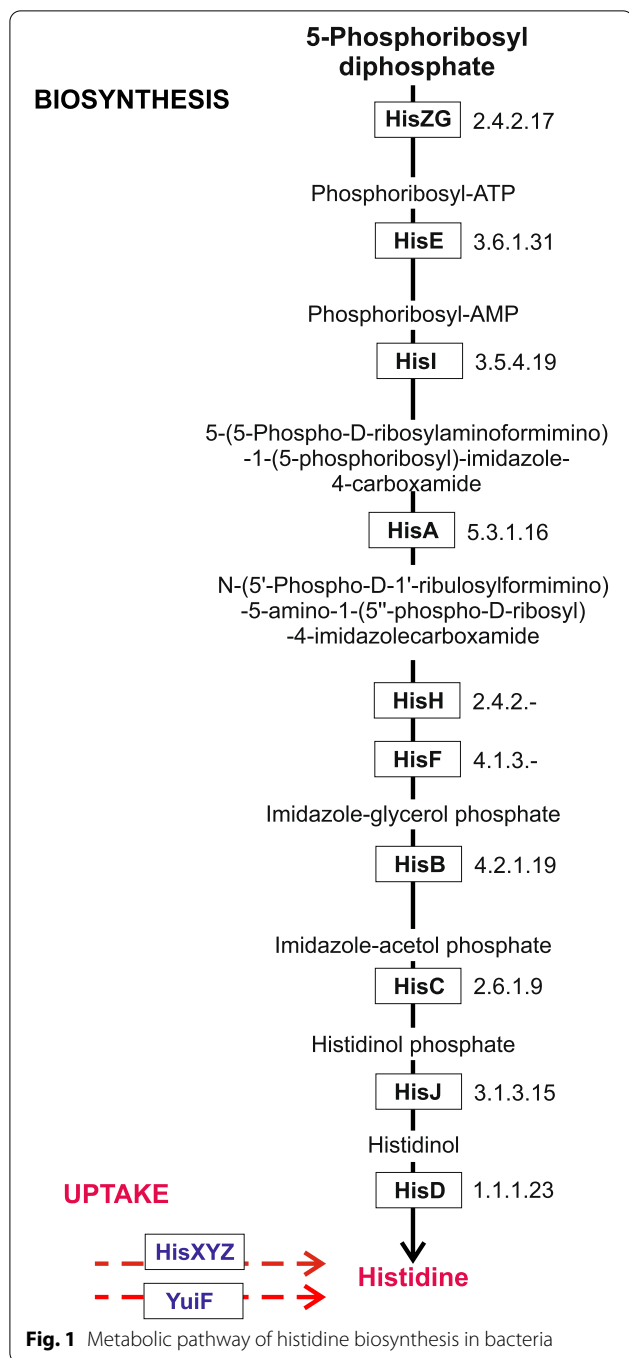 5-Phosphoribosyl
diphosphate
BIOSYNTHESIS
HisZG 2.4.2.17
Phosphoribosyl-ATP
HisE 3.6.1.31
Phosphoribosyl-AMP
HisI 3.5.4.19
5-(5-Phospho-D-ribosylaminoformimino)
-1-(5-phosphoribosyl)-imidazole-
4-carboxamide
HisA 5.3.1.16
N-(5'-Phospho-D-1'-ribulosylformimino)
-5-amino-1-(5''-phospho-D-ribosyl)
-4-imidazolecarboxamide
HisH 2.4.2.-
HisF 4.1.3.-
Imidazole-glycerol phosphate
HisB 4.2.1.19
Imidazole-acetol phosphate
HisC 2.6.1.9
Histidinol phosphate
HisJ 3.1.3.15
Histidinol
HisD 1.1.1.23
UPTAKE
HisXYZ
YuiF
Histidine
Fig. 1 Metabolic pathway of histidine biosynthesis in bacteria